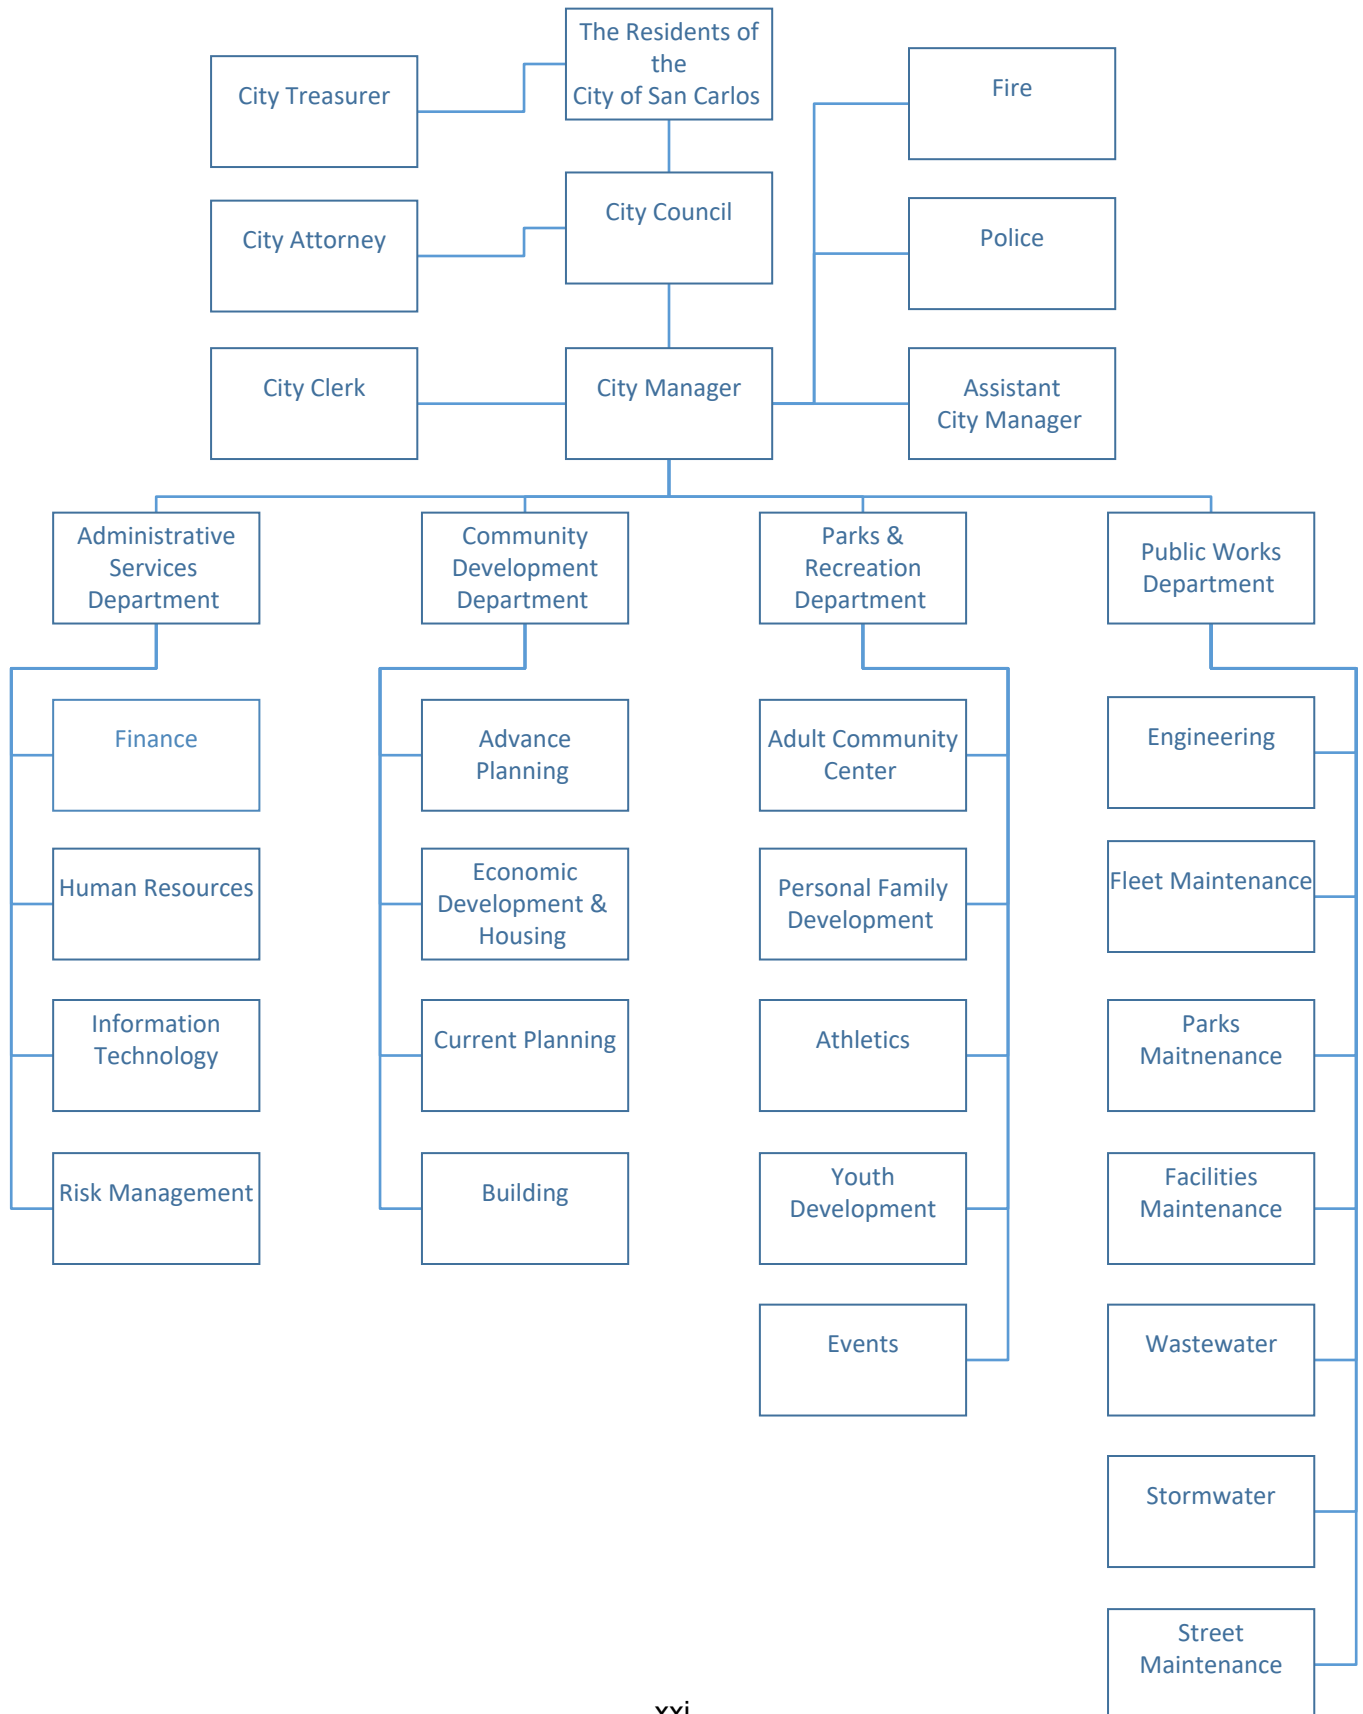 The Residents of
the
City of San Carlos
City Treasurer
Fire
City Council
City Attorney
Police
City Clerk
City Manager
Assistant
City Manager
Administrative
Services
Department
Community
Development
Department
Parks &
Recreation
Department
Public Works
Department
Finance
Human Resources
Information
Technology
Risk Management
Advance
Planning
Economic
Development &
Housing
Current Planning
Building
Adult Community
Center
Personal Family
Development
Athletics
Youth
Development
Events
Engineering
Fleet Maintenance
Parks
Maitnenance
Facilities
Maintenance
Wastewater
Stormwater
Street
Maintenance
xxi